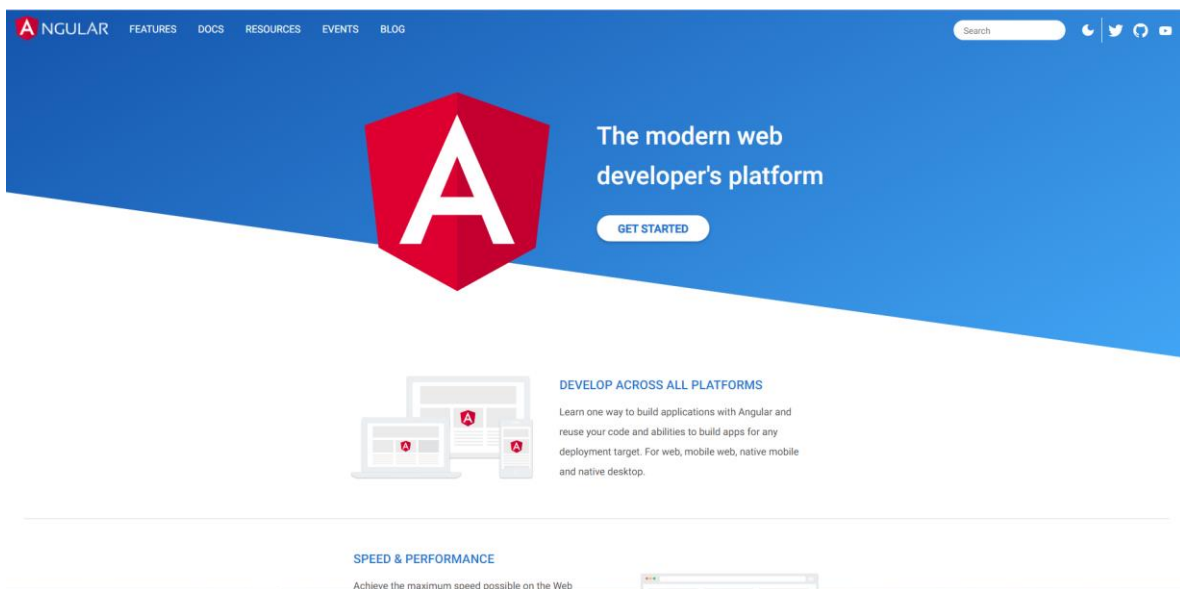 ANGULAR FEATURES DOCS RESOURCES EVENTS BLOG Search
A
The modern web
developer's platform
GET STARTED
A
A
A
DEVELOP ACROSS ALL PLATFORMS
Learn one way to build applications with Angular and
reuse your code and abilities to build apps for any
deployment target. For web, mobile web, native mobile
and native desktop.
SPEED & PERFORMANCE
Achieve the maximum speed possible on the Web